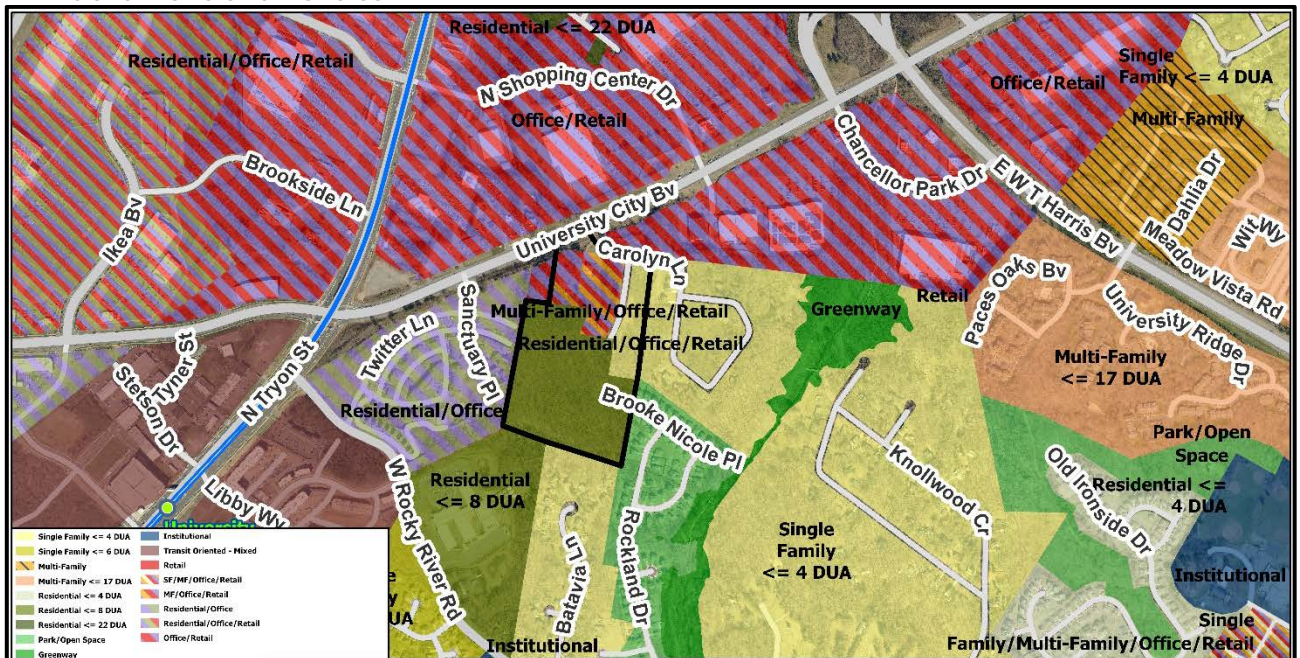 Residential <= 22 DUA
Residential/Office/Retail
Single
Family <= 4 DUA
N Shopping Center Dr
Office/Retail
Office/Retail
Multi-Family
Chancellor Park Dr
E W T Harris Bv
Dahlia Dr
Meadow Vista Rd
Wit Wy
Brookside Ln
Ikea Bv
University City Bv
Carolyn Ln
Greenway
Retail
Paces Oaks Bv
University Ridge Dr
Multi-Family/Office/Retail
Residential/Office/Retail
Sanctuary Pl
Twitter Ln
Tyner St
Stetson Dr
N Tryon St
Multi-Family
<= 17 DUA
Residential/Office
Brooke Nicole Pl
Park/Open
Space
Knollwood Cr
Old Ironside Dr
Residential <=
4 DUA
Residential
<= 8 DUA
W Rocky River Rd
Libby Wy
University
Rockland Dr
Batavia Ln
Single
Family
<= 4 DUA
Institutional
Institutional
Single
Family/Multi-Family/Office/Retail
DUA
Single Family <= 4 DUA
Single Family <= 6 DUA
Multi-Family
Multi-Family <= 17 DUA
Residential <= 4 DUA
Residential <= 8 DUA
Residential <= 22 DUA
Park/Open Space
Greenway
Institutional
Transit Oriented - Mixed
Retail
SF/MF/Office/Retail
MF/Office/Retail
Residential/Office
Residential/Office/Retail
Office/Retail